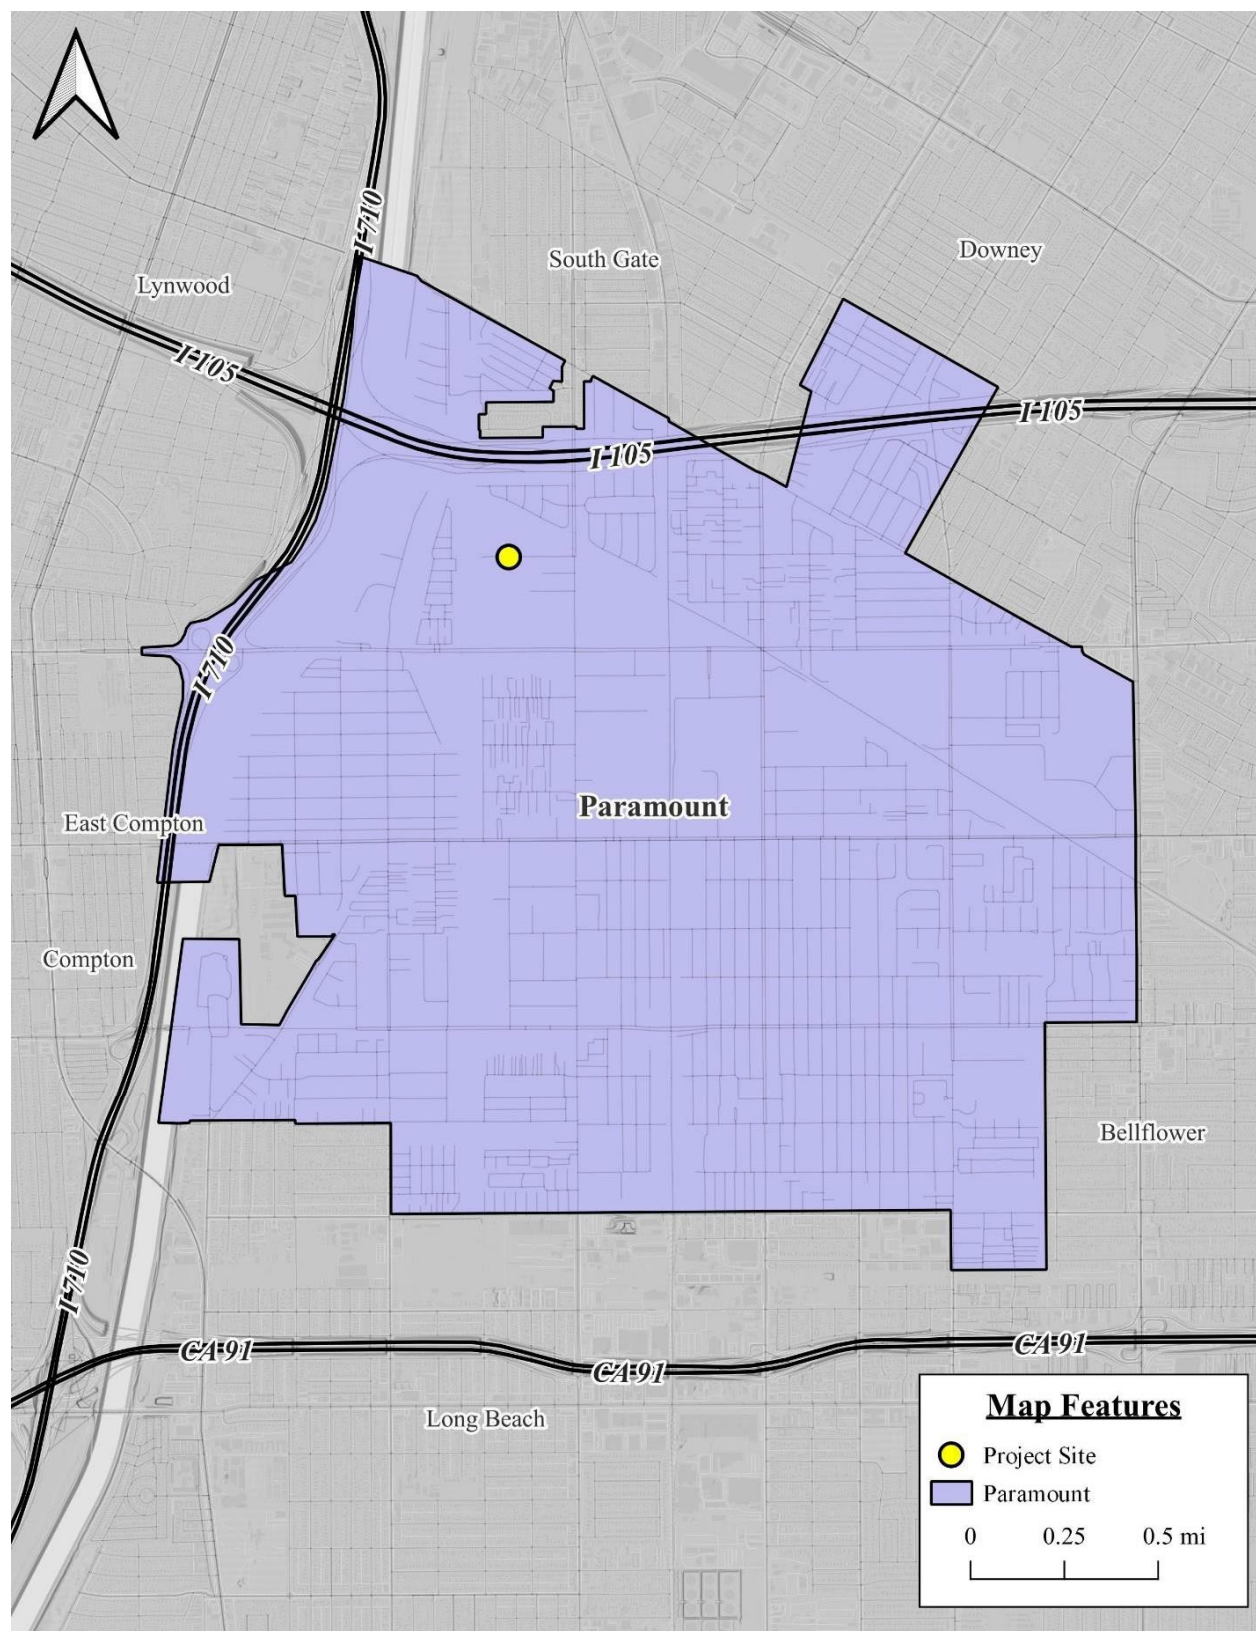 I 710
South Gate
Downey
Lynwood
I 105
I 105
I 105
I 710
Paramount
East Compton
Compton
Bellflower
I 710
CA 91
CA 91
CA 91
Long Beach
Map Features
Project Site
Paramount
0 0.25 0.5 mi